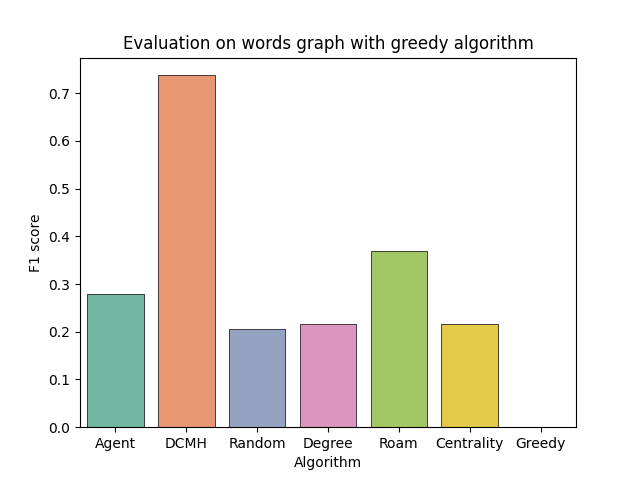 Evaluation on words graph with greedy algorithm
F1 score
0.7
0.6
0.5
0.4
0.3
0.2
0.1
0.0
Agent DCMH Random Degree Roam Centrality Greedy
Algorithm